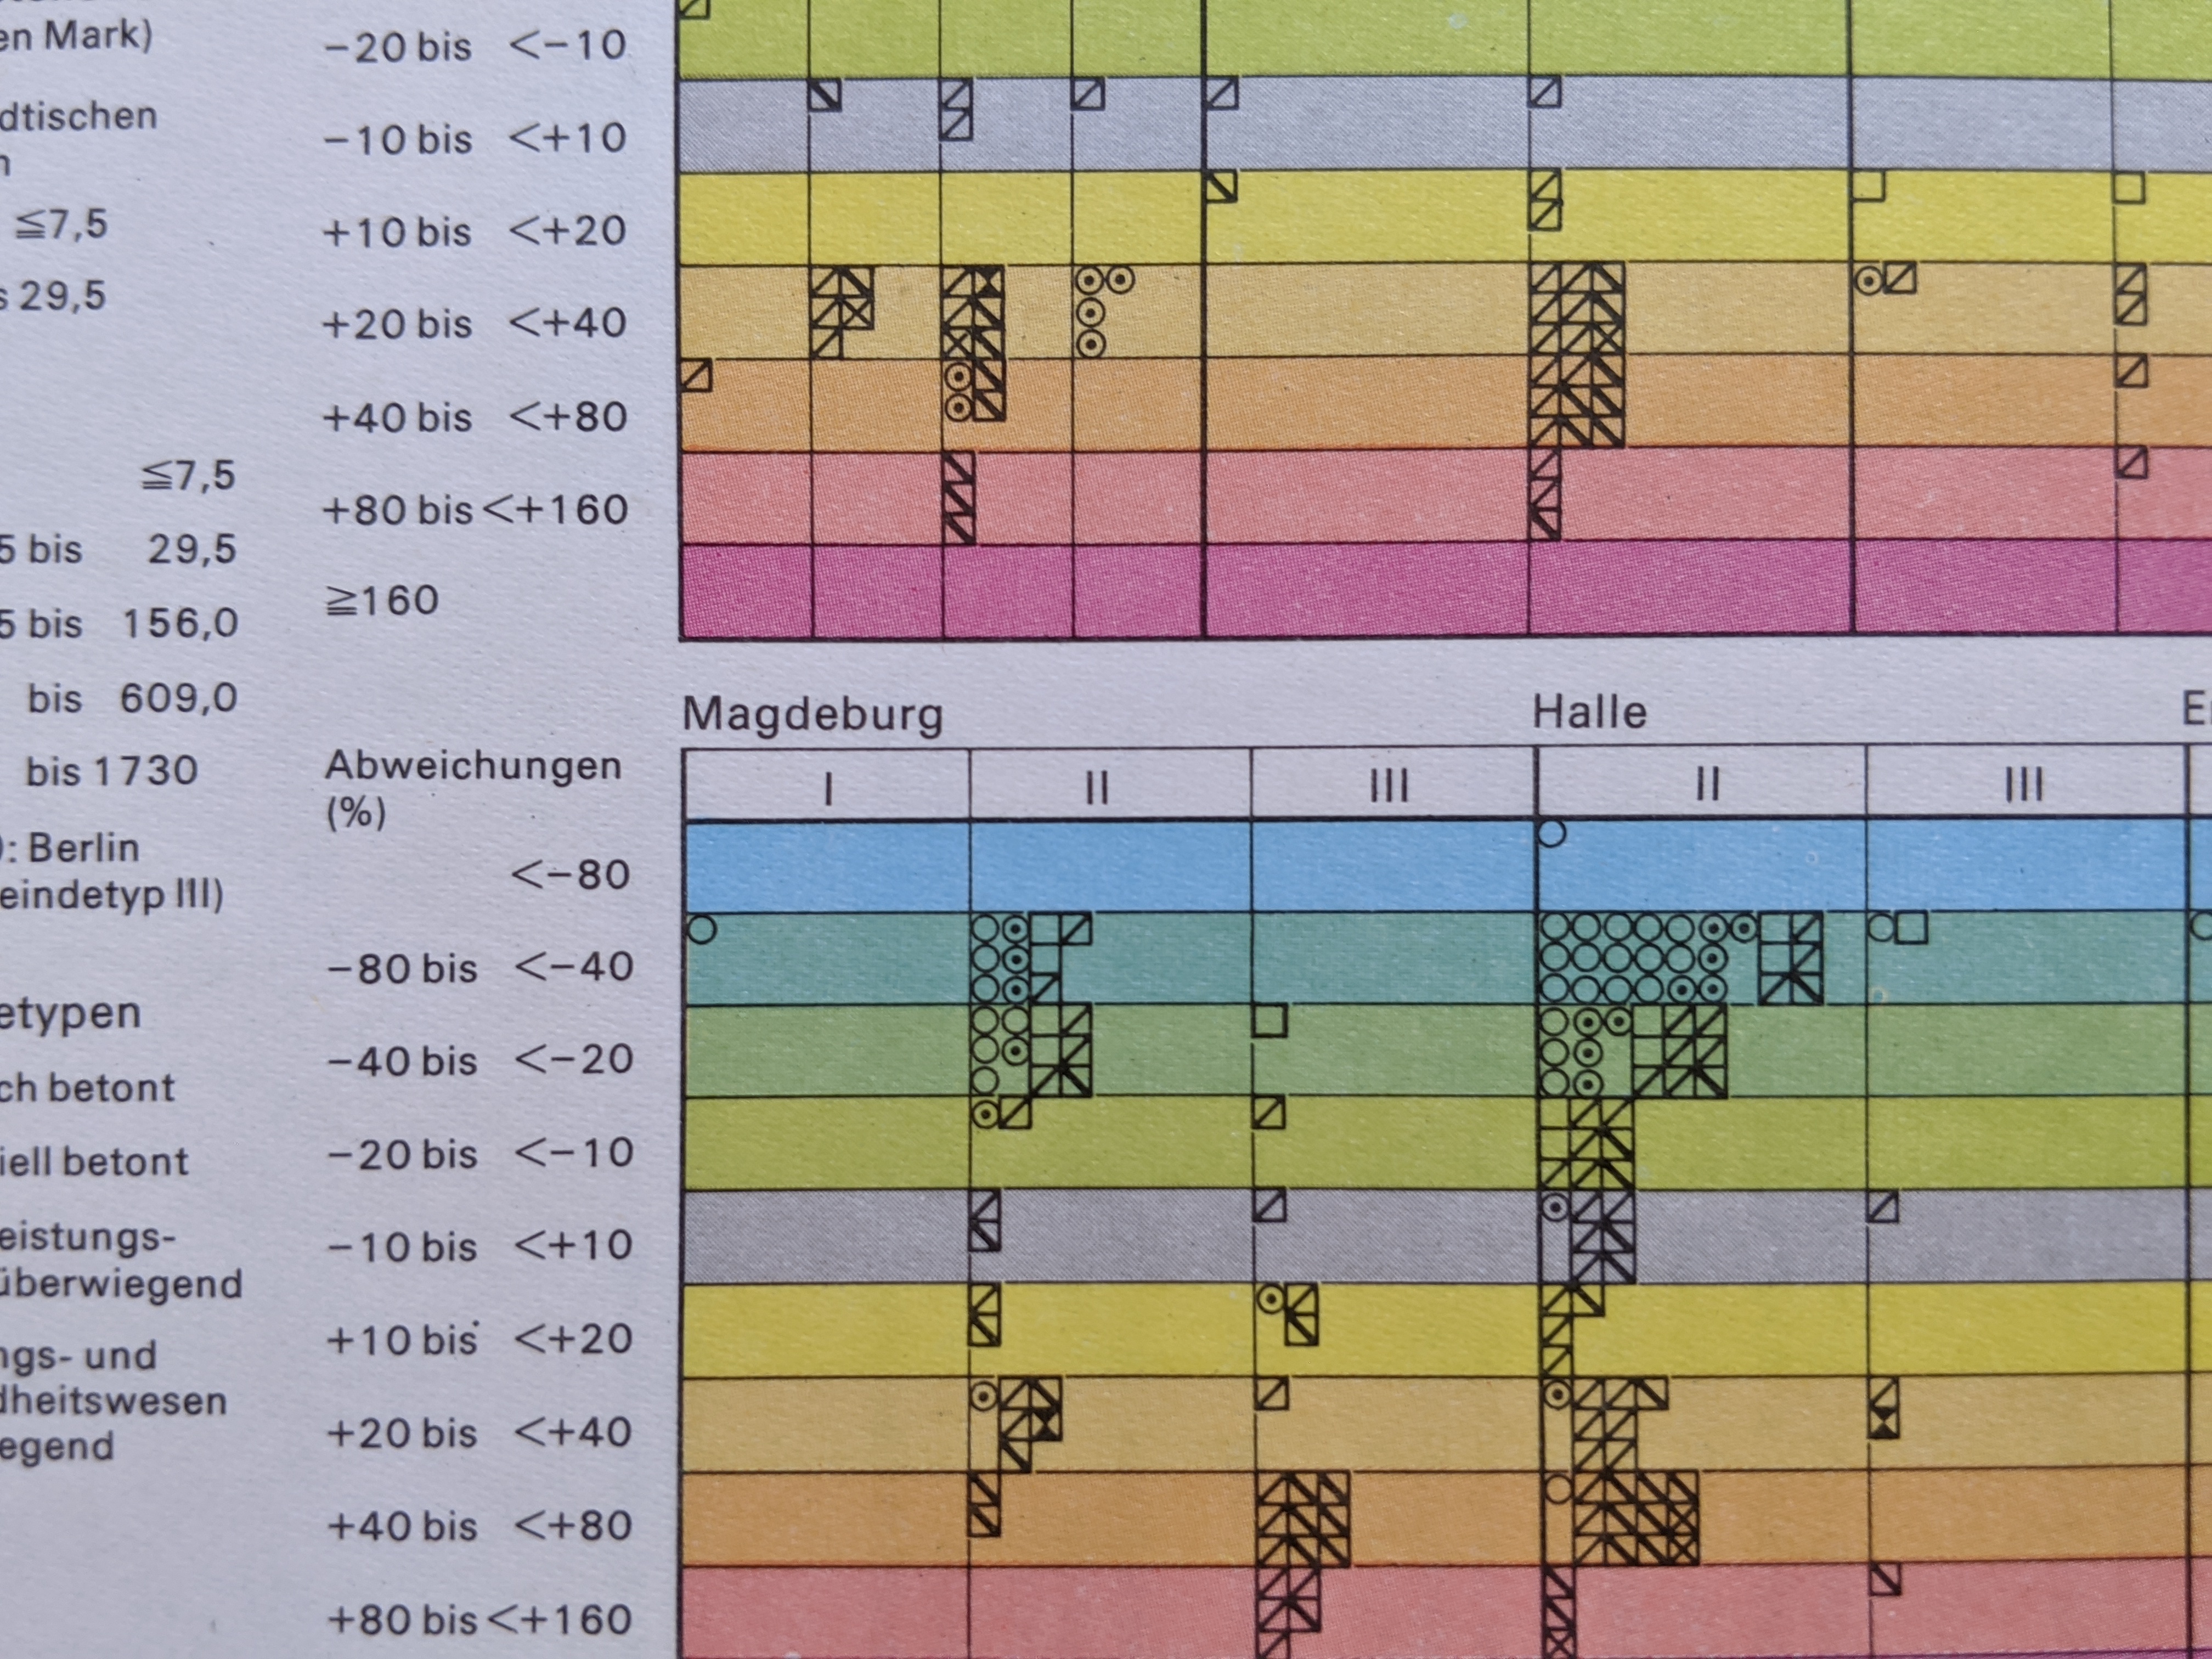 en Mark)
dtischen
n
≦7,5
s 29,5
≦7,5
5 bis 29,5
5 bis 156,0
bis 609,0
bis 1730
): Berlin
eindetyp III)
etypen
ch betont
iell betont
eistungs-
überwiegend
ngs- und
dheitswesen
egend
−20 bis <−10
−10 bis <+10
+10 bis <+20
+20 bis <+40
+40 bis <+80
+80 bis <+160
≧160
Magdeburg Halle
Abweichungen
(%)
I II III II III
<−80
−80 bis <−40
−40 bis <−20
−20 bis <−10
−10 bis <+10
+10 bis <+20
+20 bis <+40
+40 bis <+80
+80 bis <+160